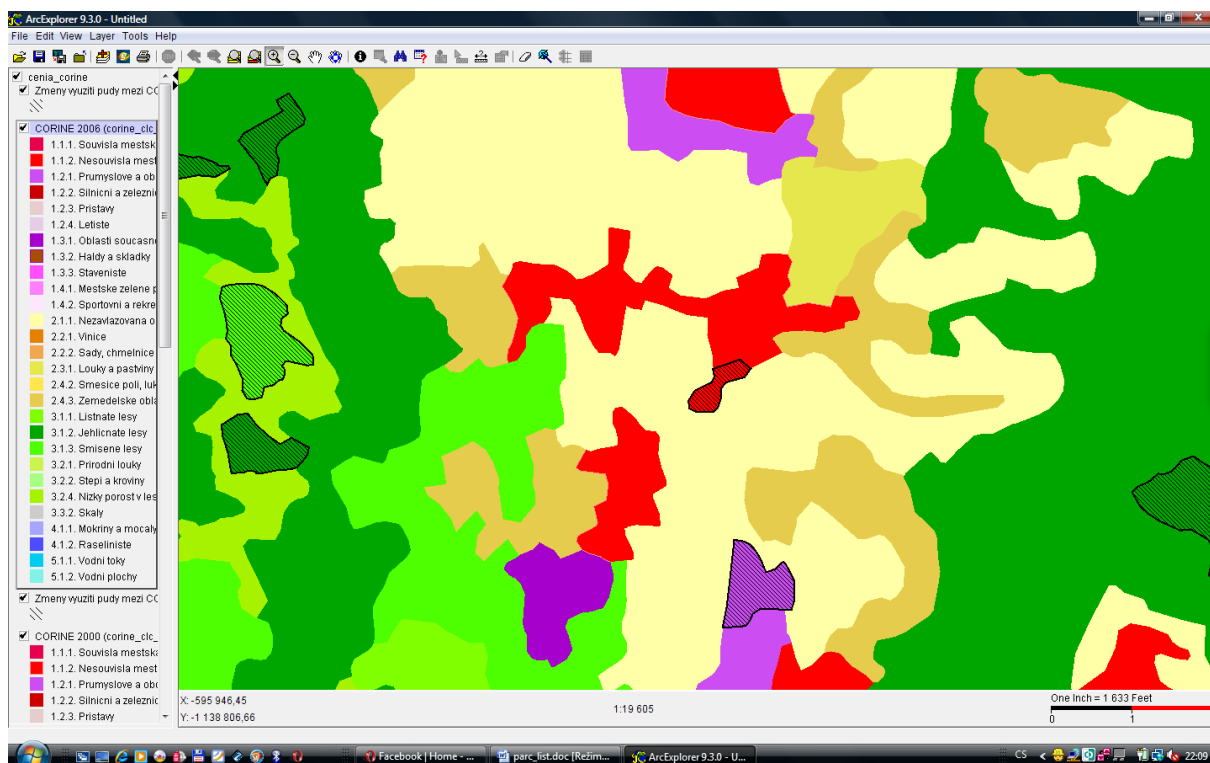 ArcExplorer 9.3.0 - Untitled
File Edit View Layer Tools Help
cenia_corine
Zmeny vyuziti pudy mezi CO
CORINE 2006 (corine_clc_
1.1.1. Souvisla mestsk
1.1.2. Nesouvisla mest
1.2.1. Prumyslove a ob
1.2.2. Silnicni a zelezni
1.2.3. Pristavy
1.2.4. Letiste
1.3.1. Oblasti soucasn
1.3.2. Haldy a skladky
1.3.3. Staveniste
1.4.1. Mestske zelene p
1.4.2. Sportovni a rekre
2.1.1. Nezavlazovana o
2.2.1. Vinice
2.2.2. Sady, chmelnice
2.3.1. Louky a pastviny
2.4.2. Smesice poli, luk
2.4.3. Zemedelske obla
3.1.1. Listnate lesy
3.1.2. Jehlicnate lesy
3.1.3. Smisene lesy
3.2.1. Prirodni louky
3.2.2. Stepi a kroviny
3.2.4. Nizky porost v les
3.3.2. Skaly
4.1.1. Mokriny a mocaly
4.1.2. Raseliniste
5.1.1. Vodni toky
5.1.2. Vodni plochy
Zmeny vyuziti pudy mezi CO
CORINE 2000 (corine_clc_
1.1.1. Souvisla mestska
1.1.2. Nesouvisla mest
1.2.1. Prumyslove a obc
1.2.2. Silnicni a zeleznic
1.2.3. Pristavy
X: -595 946,45
Y: -1 138 806,66
1:19 605
One Inch = 1 633 Feet
0 1
Facebook | Home - ...
parc_list.doc [Režim...
ArcExplorer 9.3.0 - U...
CS
22:09